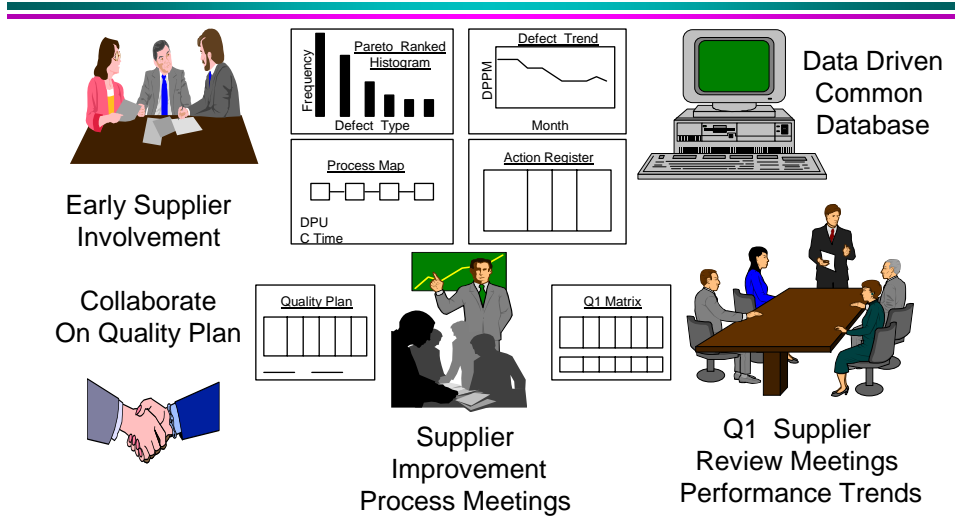 Pareto Ranked
Histogram
Frequency
Defect Type
Defect Trend
DPPM
Month
Data Driven
Common
Database
Process Map
DPU
C Time
Action Register
Early Supplier
Involvement
Collaborate
On Quality Plan
Quality Plan
Q1 Matrix
Supplier
Improvement
Process Meetings
Q1 Supplier
Review Meetings
Performance Trends